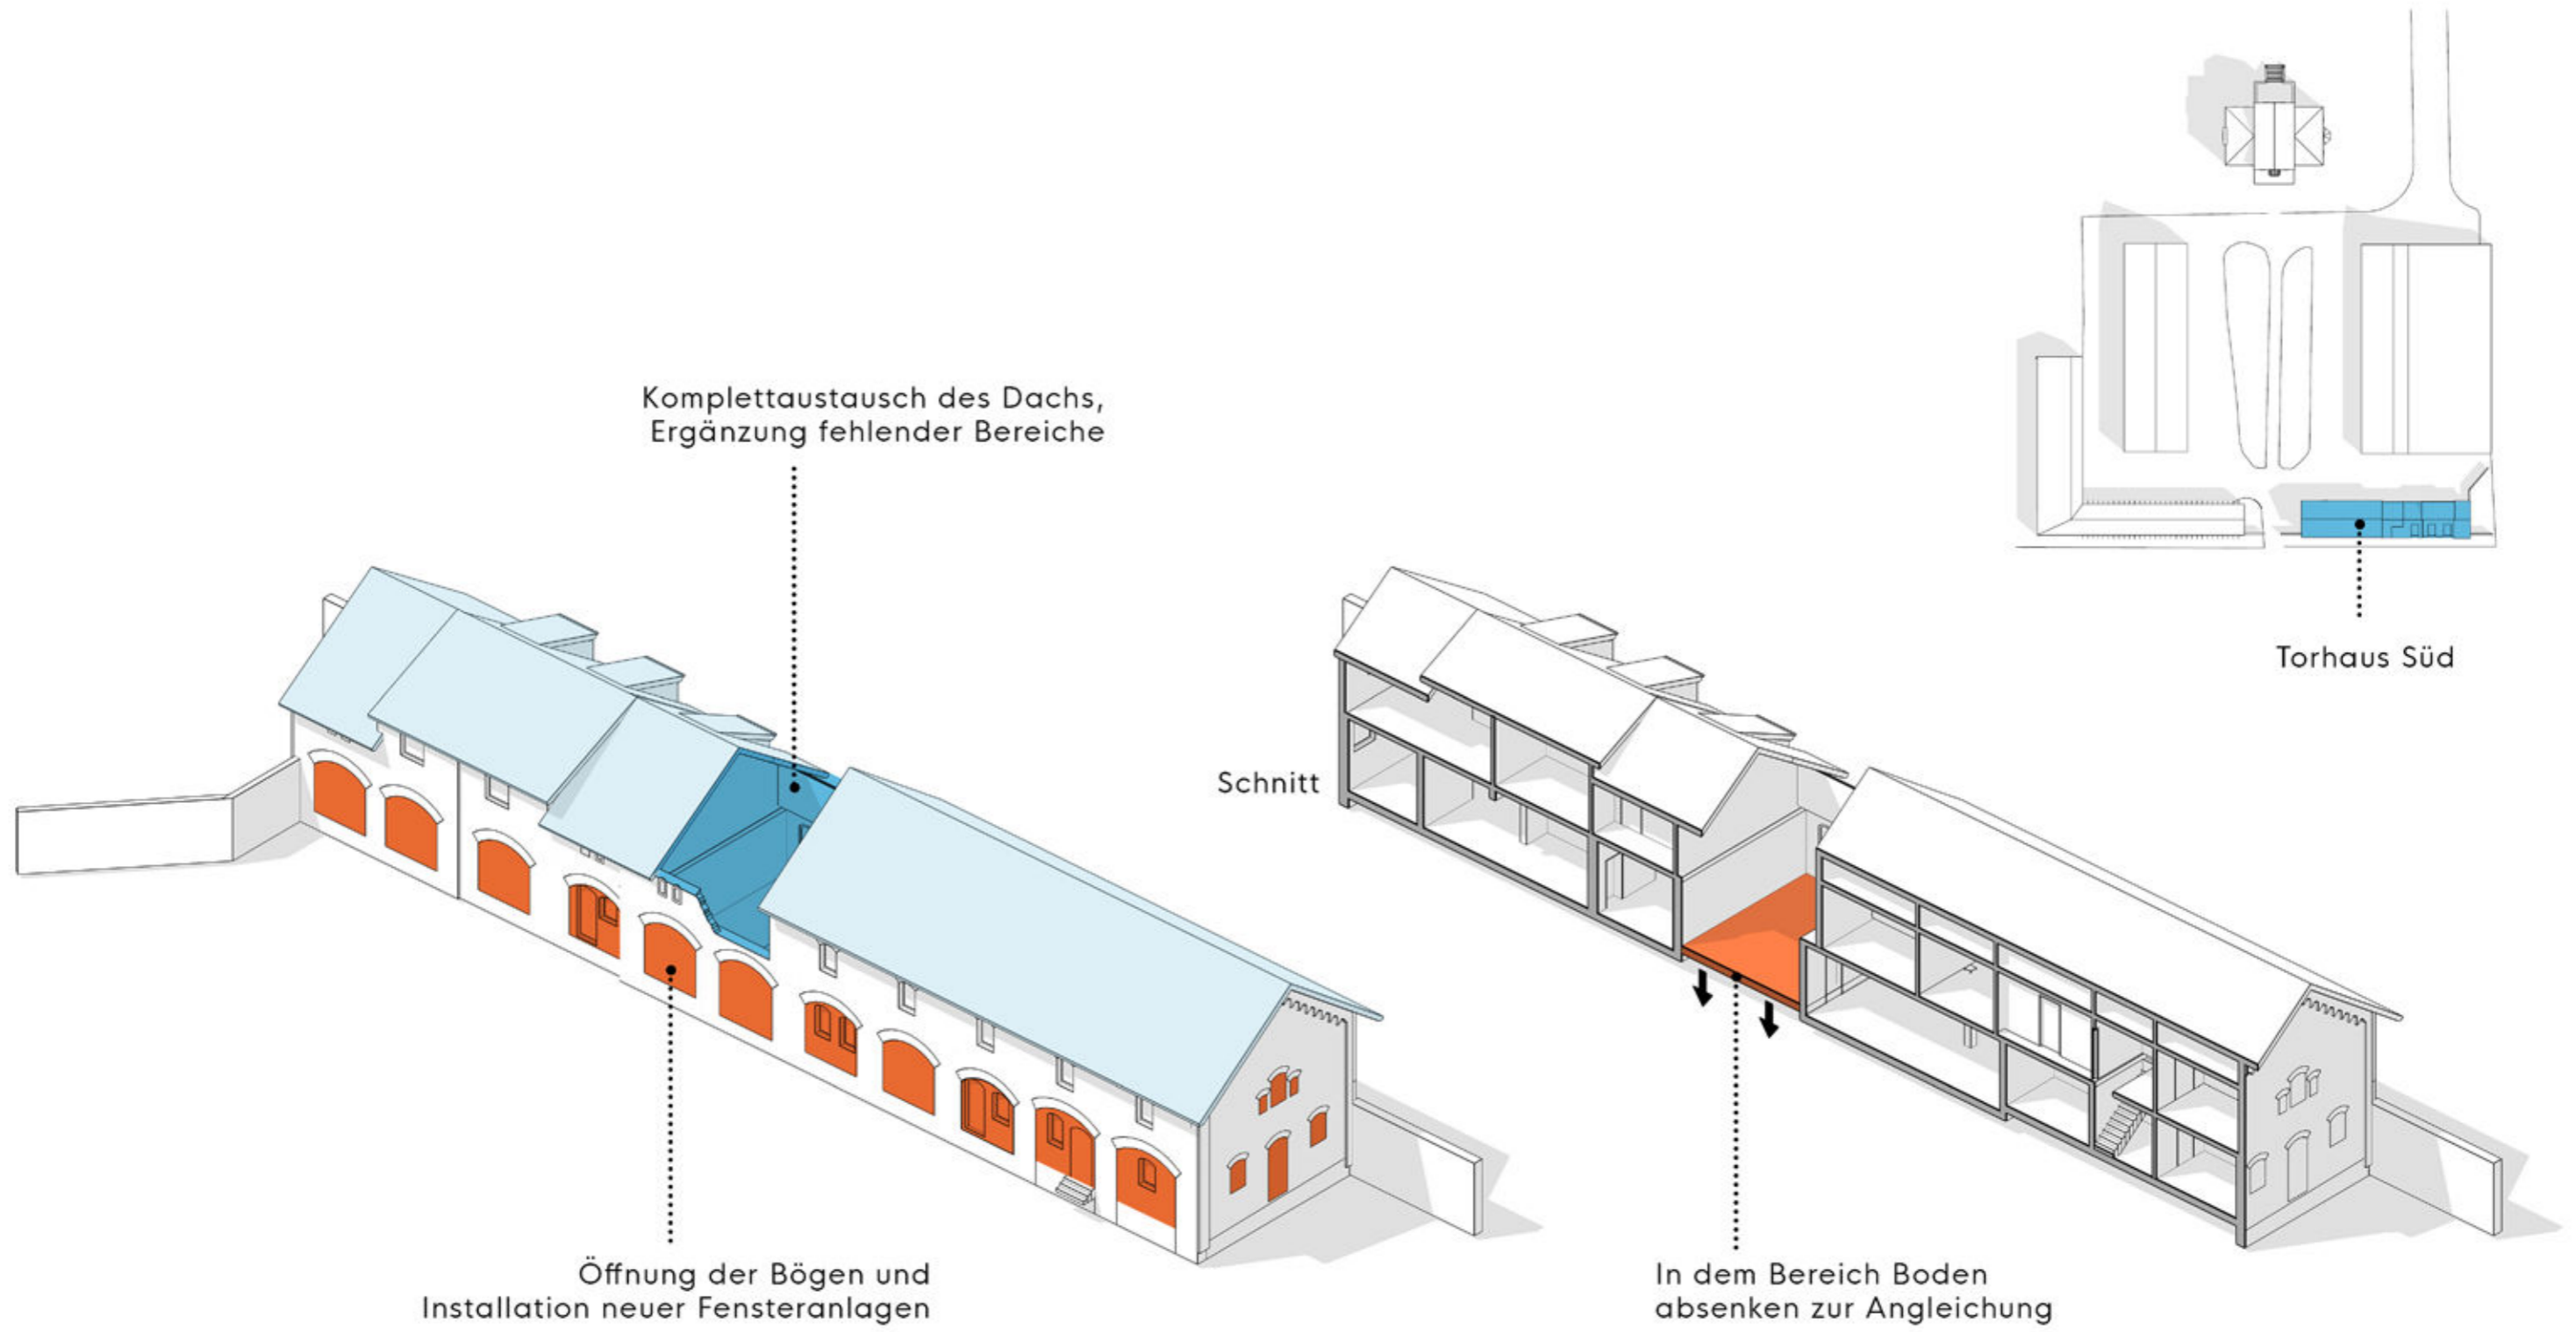 Komplettaustausch des Dachs,
Ergänzung fehlender Bereiche
Torhaus Süd
Schnitt
Öffnung der Bögen und
Installation neuer Fensteranlagen
In dem Bereich Boden
absenken zur Angleichung